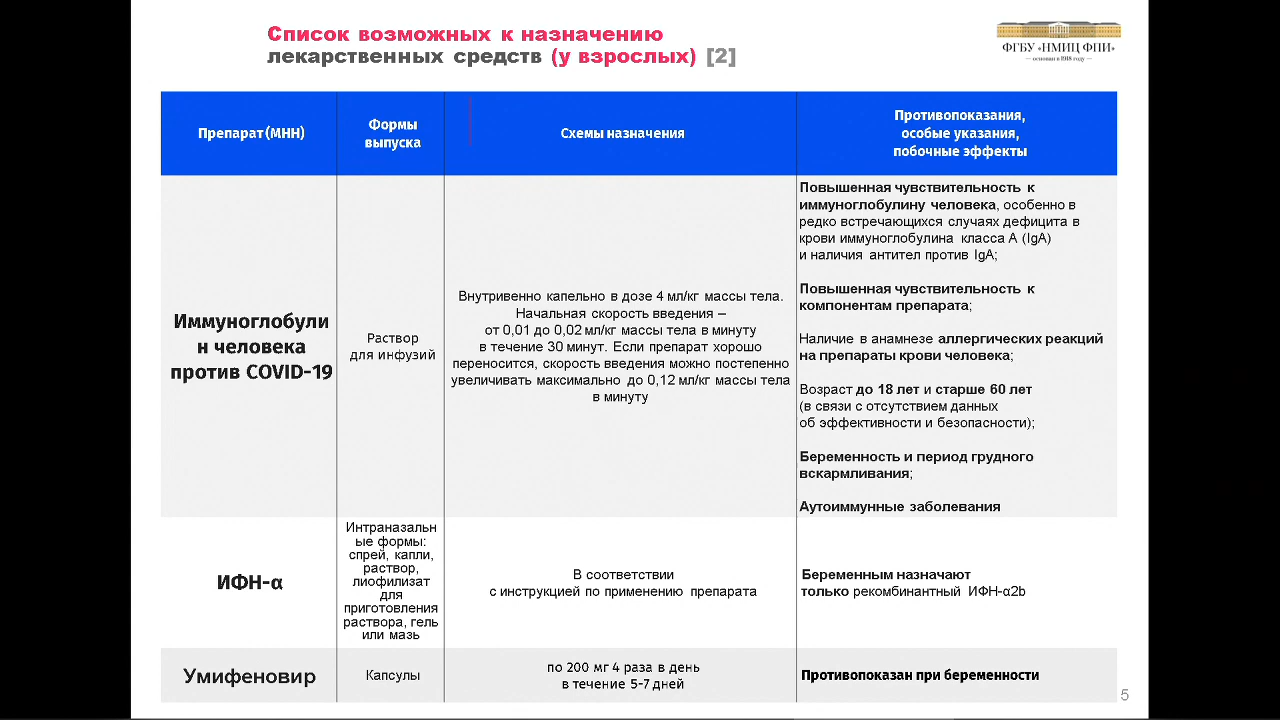 Список возможных к назначению
лекарственных средств (у взрослых) [2]
ФГБУ «НМИЦ ФПИ»
— основан в 1918 году —
Препарат (МНН)
Формы
выпуска
Схемы назначения
Противопоказания,
особые указания,
побочные эффекты
Иммуноглобули
н человека
против COVID-19
Раствор
для инфузий
Внутривенно капельно в дозе 4 мл/кг массы тела.
Начальная скорость введения –
от 0,01 до 0,02 мл/кг массы тела в минуту
в течение 30 минут. Если препарат хорошо
переносится, скорость введения можно постепенно
увеличивать максимально до 0,12 мл/кг массы тела
в минуту
Повышенная чувствительность к
иммуноглобулину человека, особенно в
редко встречающихся случаях дефицита в
крови иммуноглобулина класса A (IgA)
и наличия антител против IgA;
Повышенная чувствительность к
компонентам препарата;
Наличие в анамнезе аллергических реакций
на препараты крови человека;
Возраст до 18 лет и старше 60 лет
(в связи с отсутствием данных
об эффективности и безопасности);
Беременность и период грудного
вскармливания;
Аутоиммунные заболевания
ИФН-α
Интраназальн
ые формы:
спрей, капли,
раствор,
лиофилизат
для
приготовления
раствора, гель
или мазь
В соответствии
с инструкцией по применению препарата
Беременным назначают
только рекомбинантный ИФН-α2b
Умифеновир
Капсулы
по 200 мг 4 раза в день
в течение 5-7 дней
Противопоказан при беременности
5